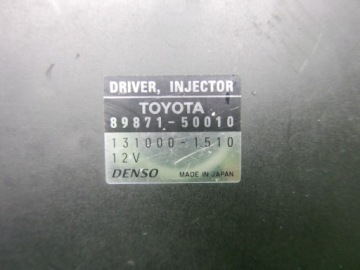 DRIVER, INJECTOR
TOYOTA
89871-50010
131000-1510
12V
DENSO MADE IN JAPAN